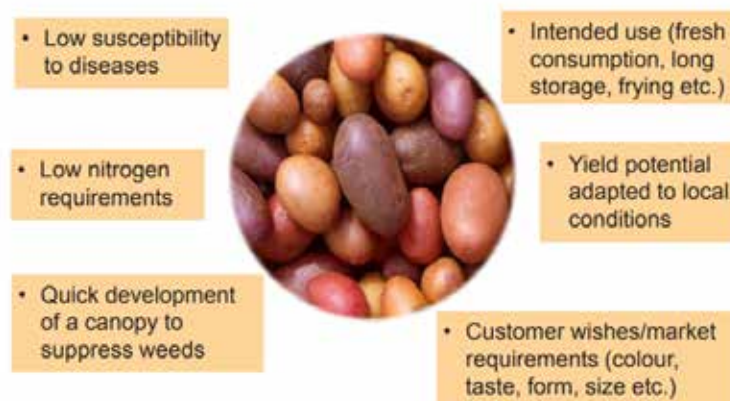 • Low susceptibility
to diseases
• Intended use (fresh
consumption, long
storage, frying etc.)
• Low nitrogen
requirements
• Yield potential
adapted to local
conditions
• Quick development
of a canopy to
suppress weeds
• Customer wishes/market
requirements (colour,
taste, form, size etc.)